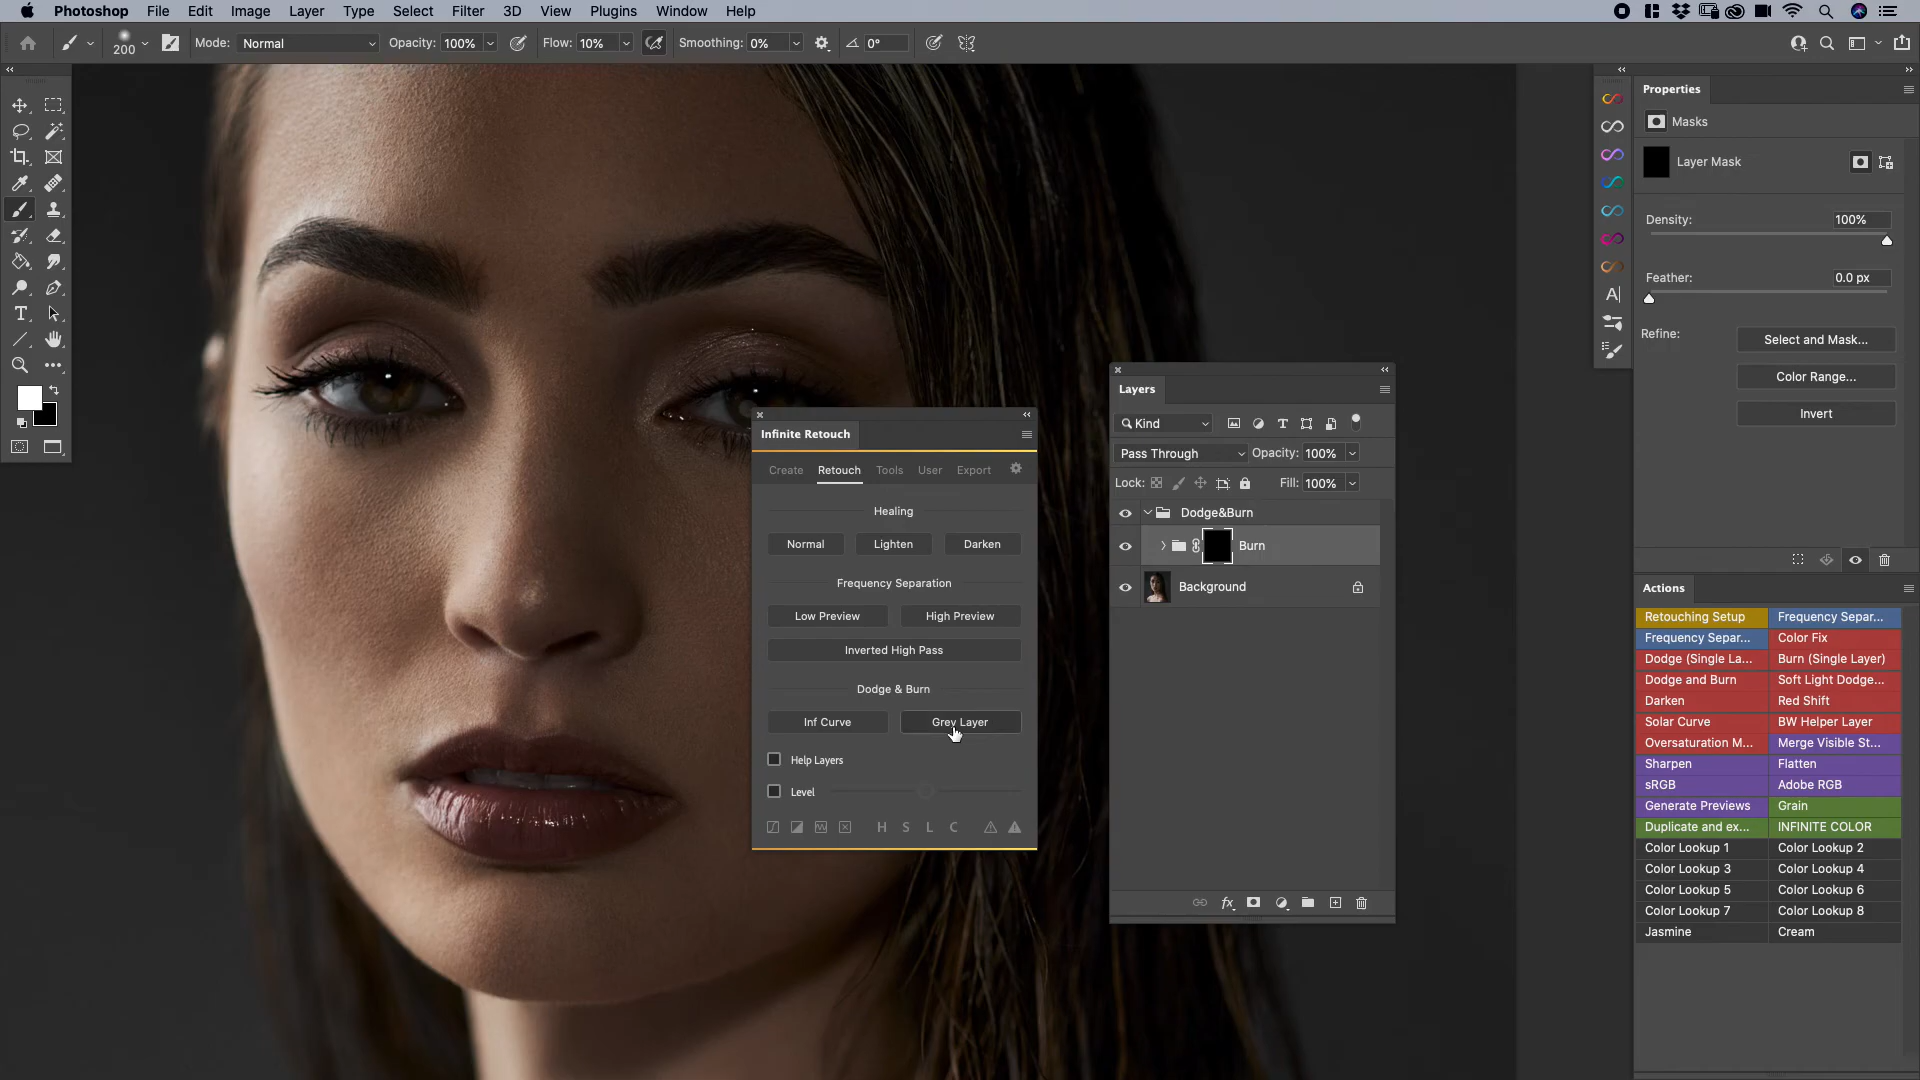 Photoshop File Edit Image Layer Type Select Filter 3D View Plugins Window Help
200 Mode: Normal Opacity: 100% Flow: 10% Smoothing: 0% 0°
Properties
Masks
Layer Mask
Density: 100%
Feather: 0.0 px
Refine: Select and Mask...
Color Range...
Invert
Layers
Kind
Pass Through Opacity: 100%
Lock: Fill: 100%
Dodge&Burn
Burn
Background
fx
Infinite Retouch
Create Retouch Tools User Export
Healing
Normal Lighten Darken
Frequency Separation
Low Preview High Preview
Inverted High Pass
Dodge & Burn
Inf Curve Grey Layer
Help Layers
Level
H S L C
Actions
Retouching Setup Frequency Separ...
Frequency Separ... Color Fix
Dodge (Single La... Burn (Single Layer)
Dodge and Burn Soft Light Dodge...
Darken Red Shift
Solar Curve BW Helper Layer
Oversaturation M... Merge Visible St...
Sharpen Flatten
sRGB Adobe RGB
Generate Previews Grain
Duplicate and ex... INFINITE COLOR
Color Lookup 1 Color Lookup 2
Color Lookup 3 Color Lookup 4
Color Lookup 5 Color Lookup 6
Color Lookup 7 Color Lookup 8
Jasmine Cream